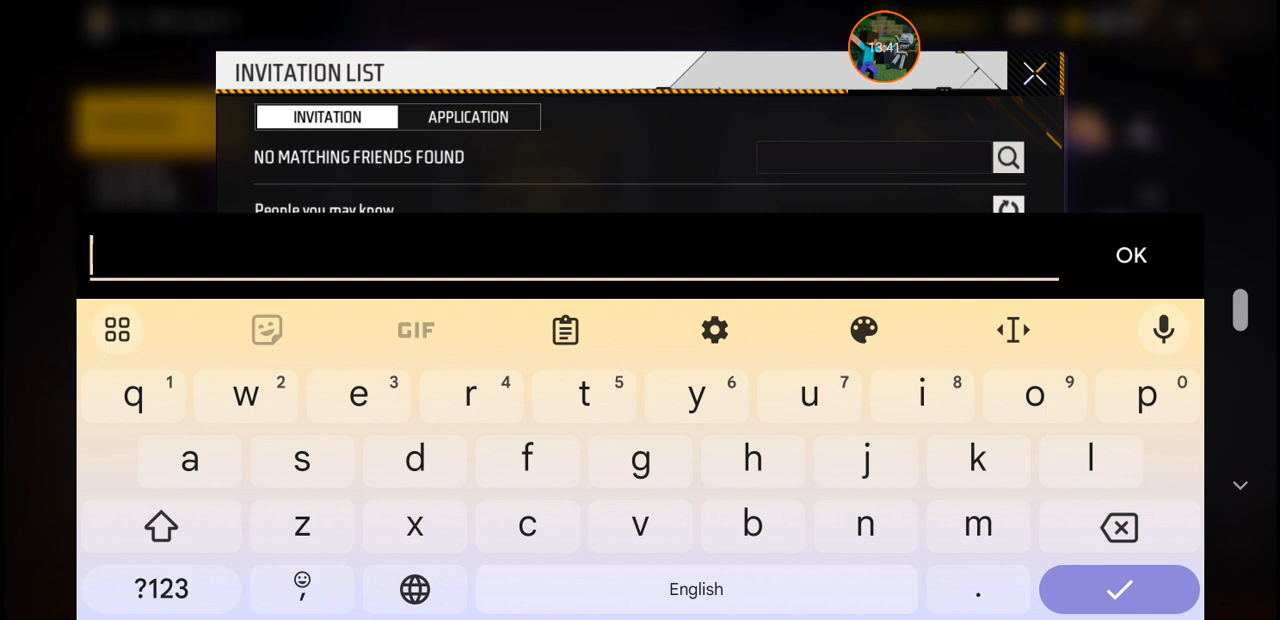 13:41
INVITATION LIST
INVITATION APPLICATION
NO MATCHING FRIENDS FOUND
People you may know
OK
GIF
q 1 w 2 e 3 r 4 t 5 y 6 u 7 i 8 o 9 p 0
a s d f g h j k l
z x c v b n m
?123 , English .